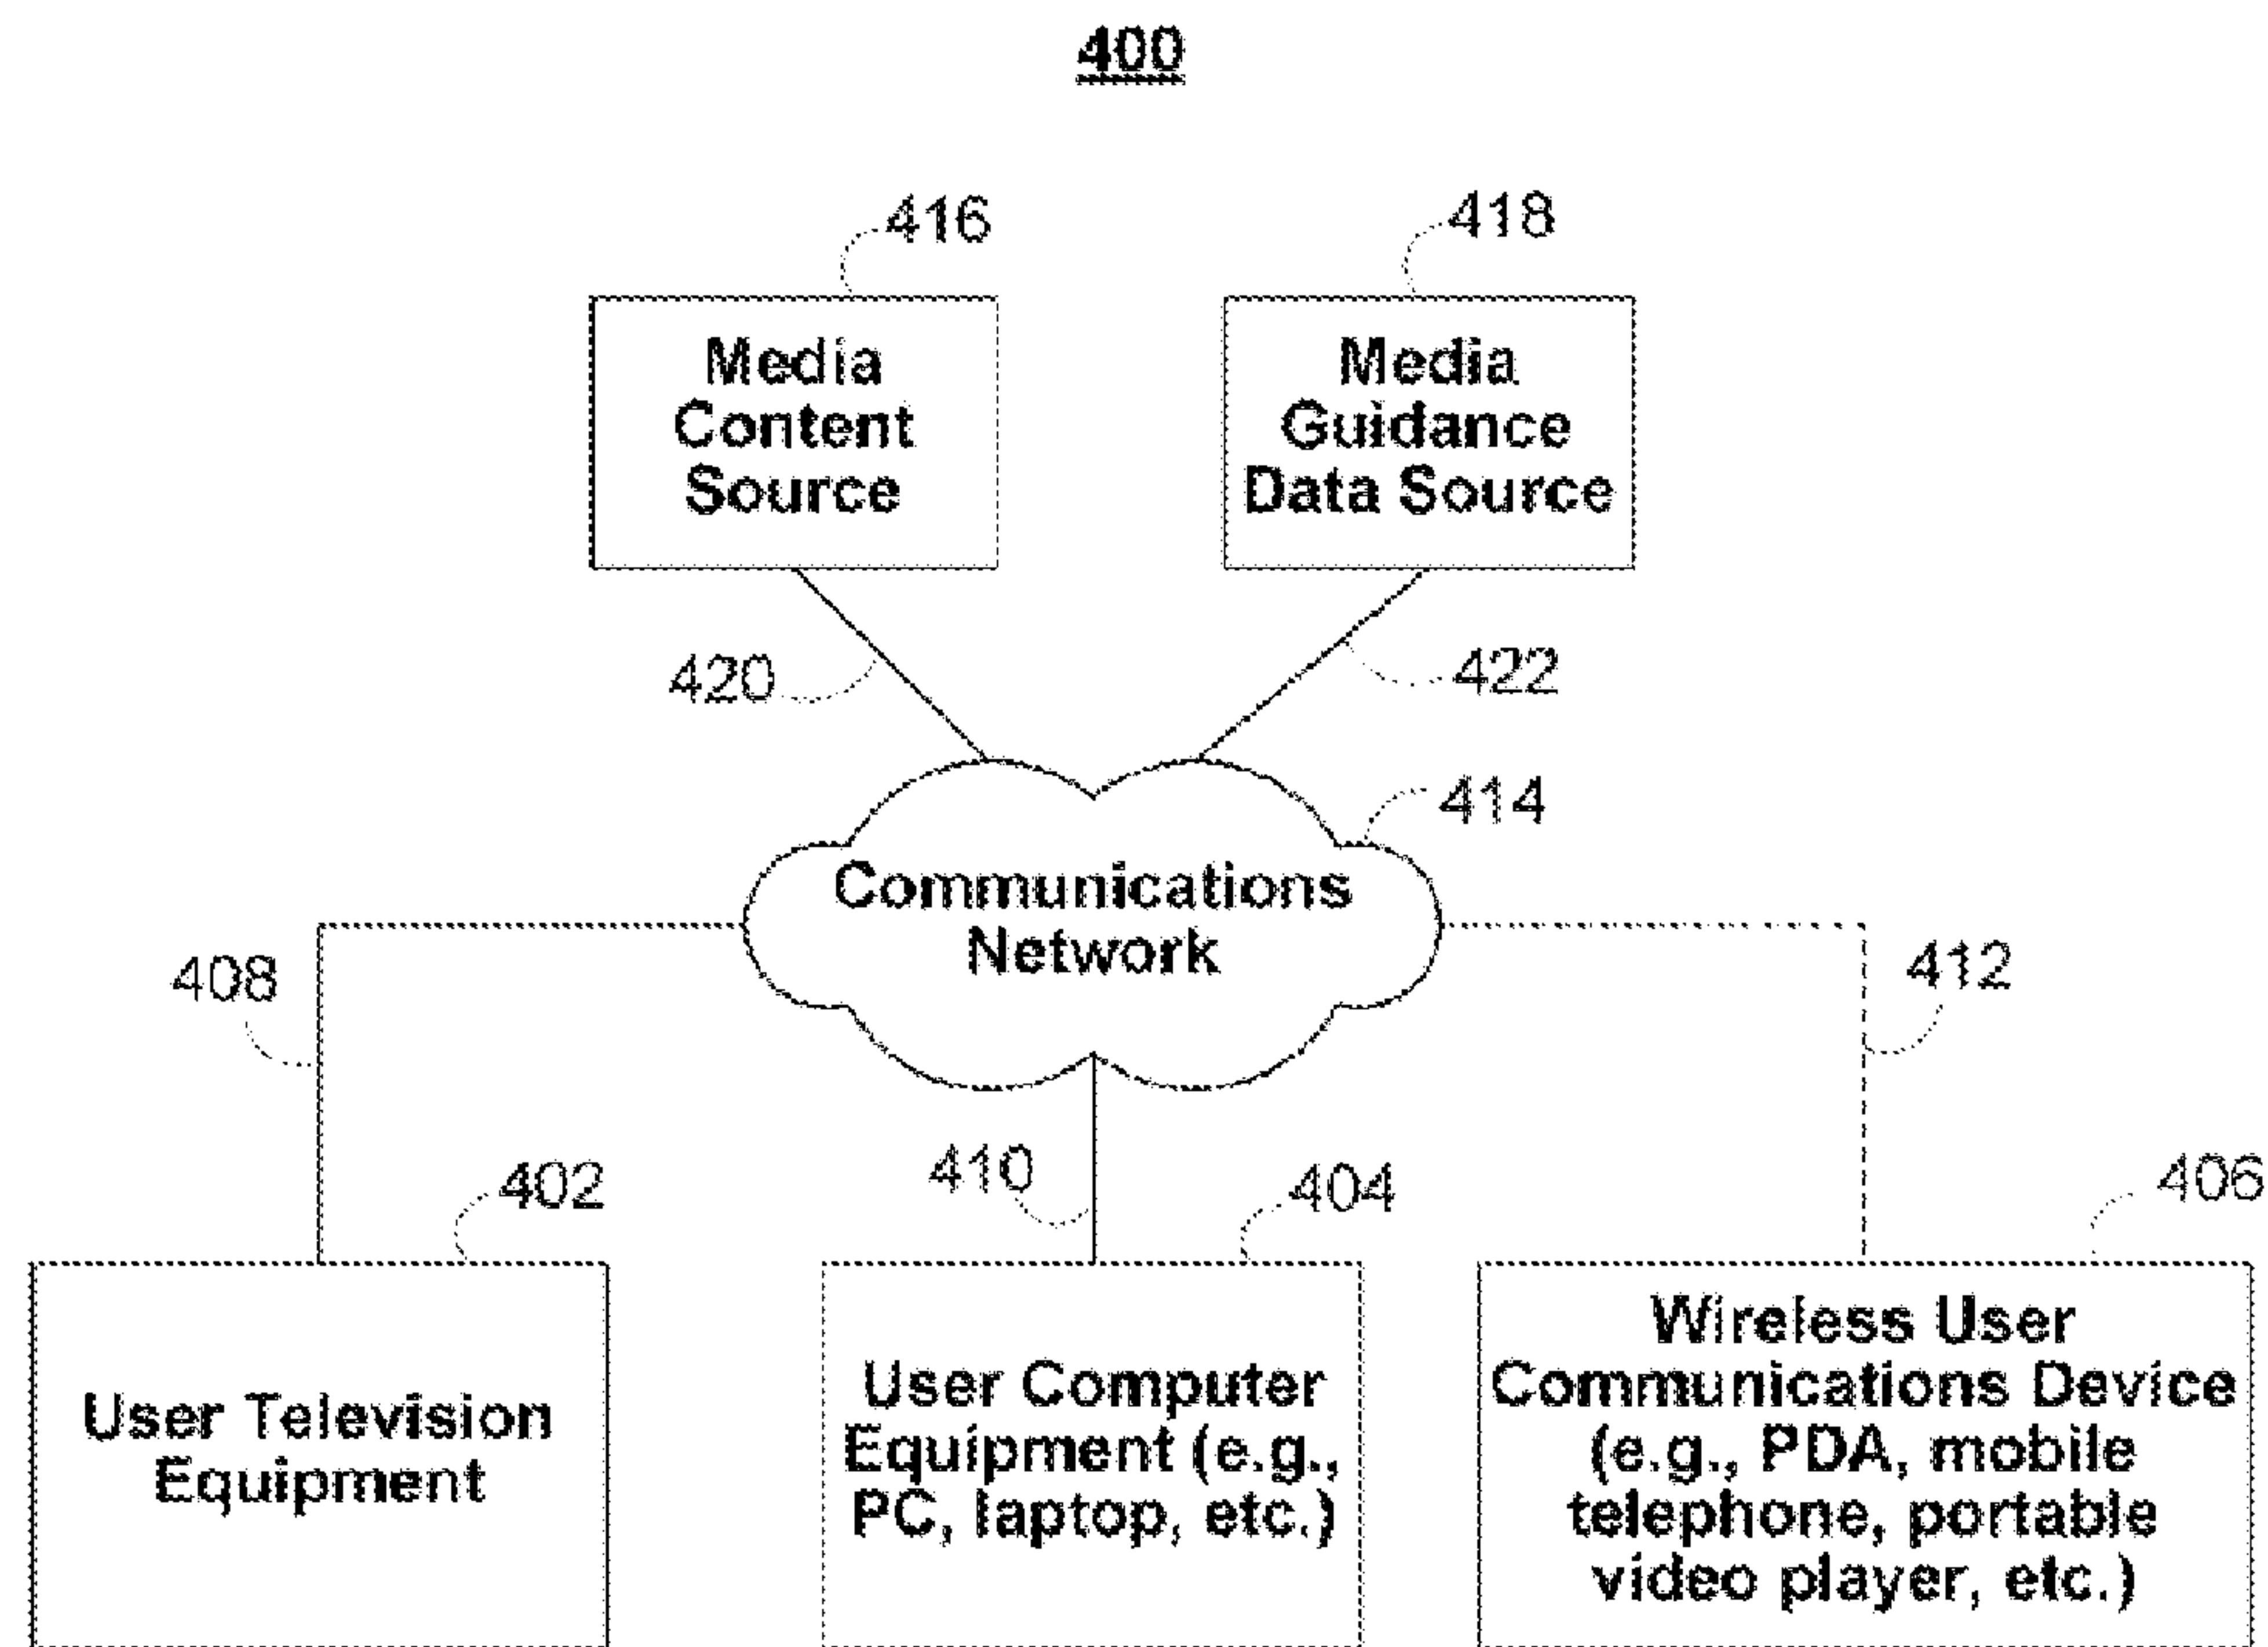 400
416
418
Media
Content
Source
Media
Guidance
Data Source
420
422
414
Communications
Network
408
412
402
410
404
406
User Television
Equipment
User Computer
Equipment (e.g.,
PC, laptop, etc.)
Wireless User
Communications Device
(e.g., PDA, mobile
telephone, portable
video player, etc.)